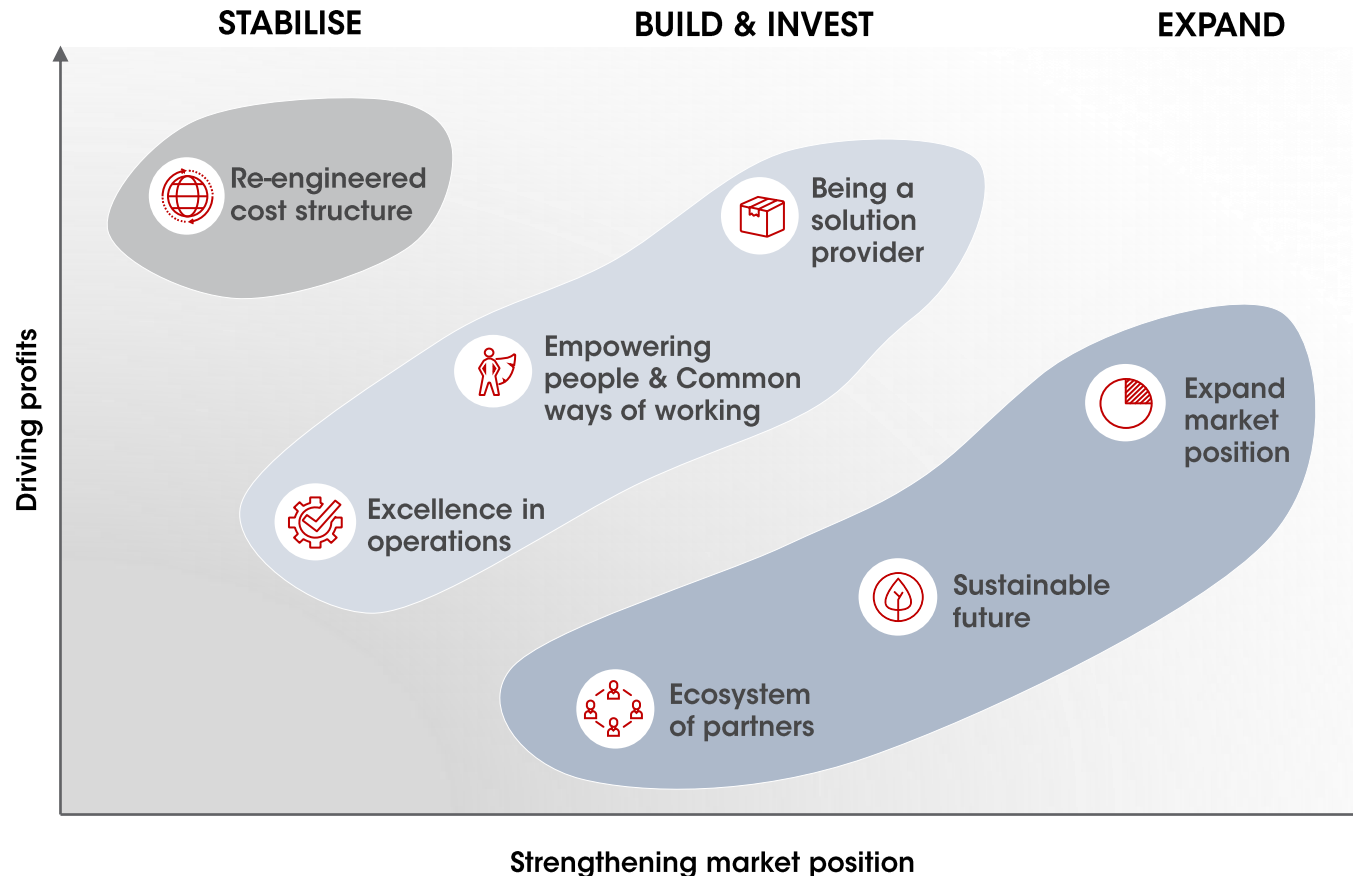 STABILISE
BUILD & INVEST
EXPAND
Re-engineered
cost structure
Being a
solution
provider
Empowering
people & Common
ways of working
Expand
market
position
Excellence in
operations
Sustainable
future
Ecosystem
of partners
Driving profits
Strengthening market position